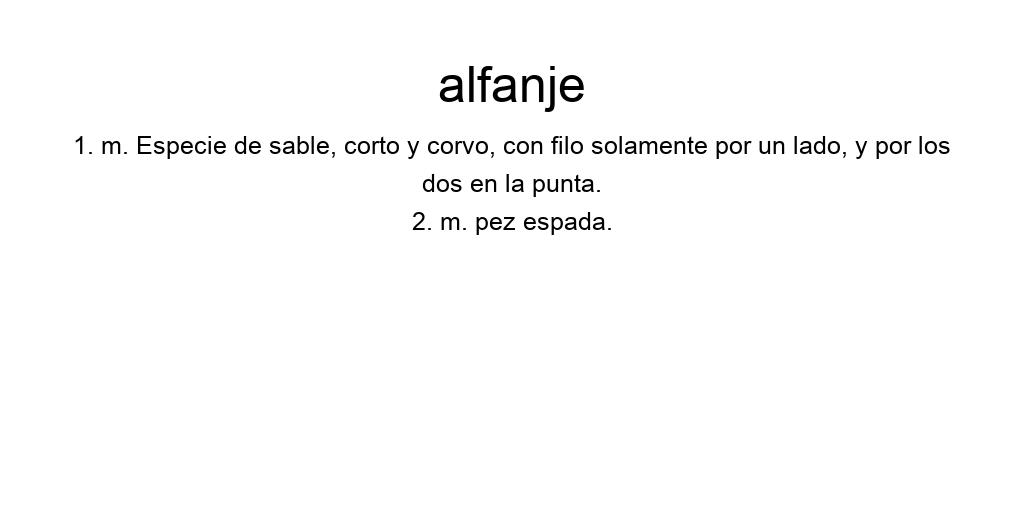 alfanje
1. m. Especie de sable, corto y corvo, con filo solamente por un lado, y por los
dos en la punta.
2. m. pez espada.